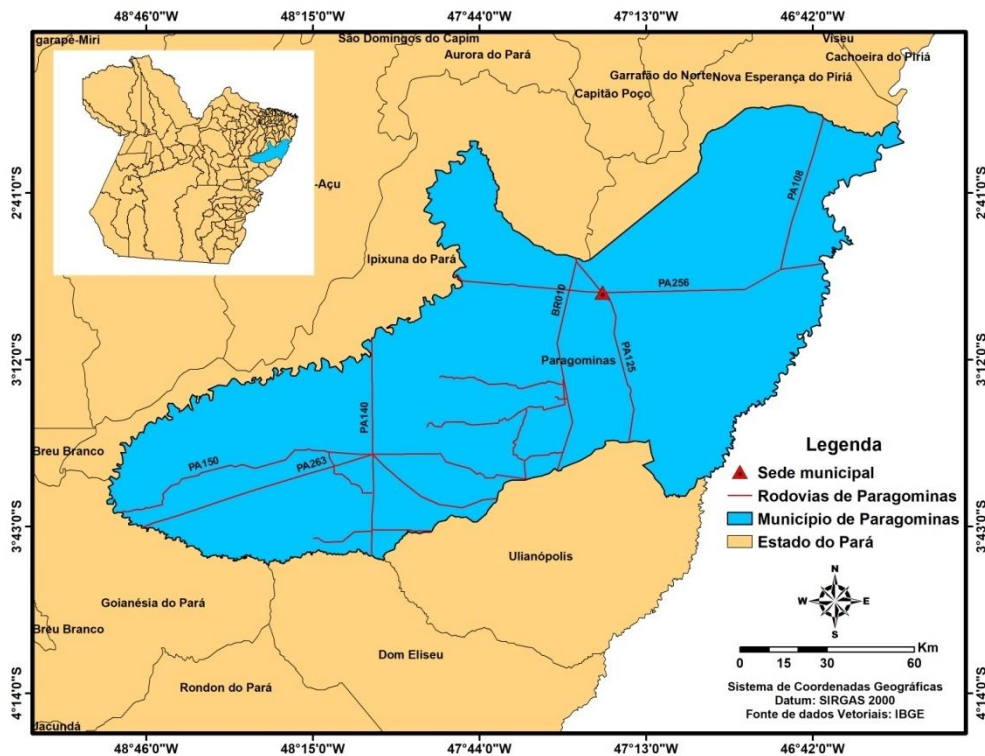 48°46'0"W 48°15'0"W 47°44'0"W 47°13'0"W 46°42'0"W
garapé-Miri
São Domingos do Capim
Viseu
Aurora do Pará
Cachoeira do Piriá
Garrafão do Norte
Nova Esperança do Piriá
Capitão Poço
2°41'0"S
-Açu
2°41'0"S
PA108
Ipixuna do Pará
PA256
BR010
3°12'0"S
Paragominas
PA125
3°12'0"S
PA140
Breu Branco
PA150
PA263
Legenda
Sede municipal
Rodovias de Paragominas
Município de Paragominas
Estado do Pará
3°43'0"S
3°43'0"S
Ulianópolis
Goianésia do Pará
Breu Branco
Dom Eliseu
Rondon do Pará
Jacundá
N
W E
S
Km
0 15 30 60
Sistema de Coordenadas Geográficas
Datum: SIRGAS 2000
Fonte de dados Vetoriais: IBGE
4°14'0"S
4°14'0"S
48°46'0"W 48°15'0"W 47°44'0"W 47°13'0"W 46°42'0"W